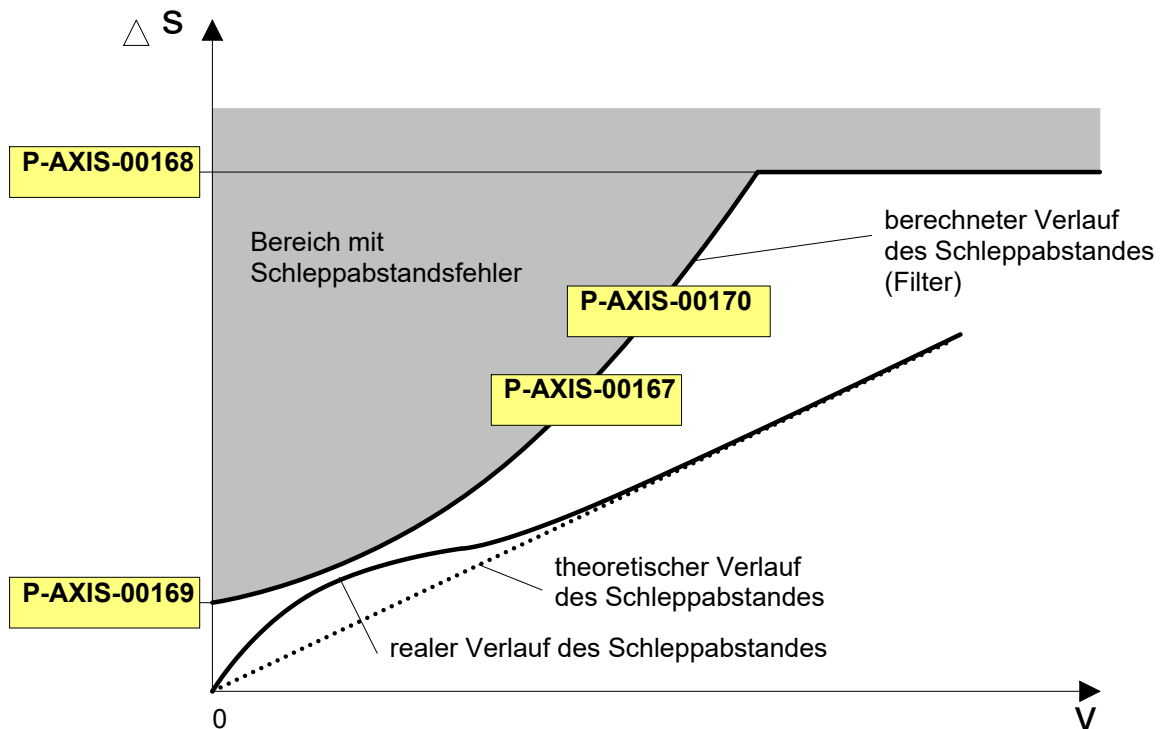 △ S
P-AXIS-00168
berechneter Verlauf
des Schleppabstandes
(Filter)
Bereich mit
Schleppabstandsfehler
P-AXIS-00170
P-AXIS-00167
theoretischer Verlauf
des Schleppabstandes
P-AXIS-00169
realer Verlauf des Schleppabstandes
0
V